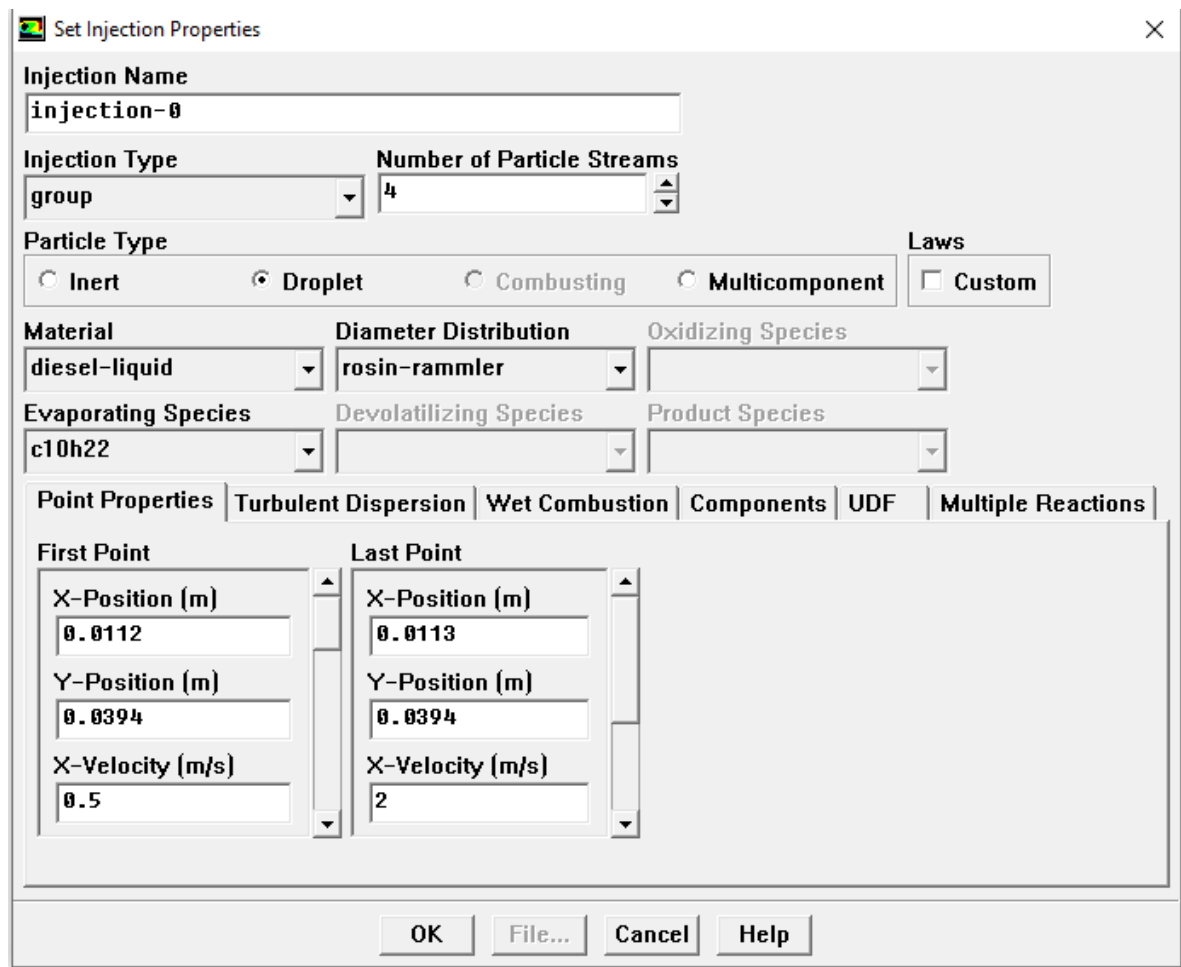 Set Injection Properties
Injection Name
injection-0
Injection Type Number of Particle Streams
group 4
Particle Type Laws
Inert Droplet Combusting Multicomponent Custom
Material Diameter Distribution Oxidizing Species
diesel-liquid rosin-rammler
Evaporating Species Devolatilizing Species Product Species
c10h22
Point Properties Turbulent Dispersion Wet Combustion Components UDF Multiple Reactions
First Point Last Point
X-Position (m) X-Position (m)
0.0112 0.0113
Y-Position (m) Y-Position (m)
0.0394 0.0394
X-Velocity (m/s) X-Velocity (m/s)
0.5 2
OK File... Cancel Help